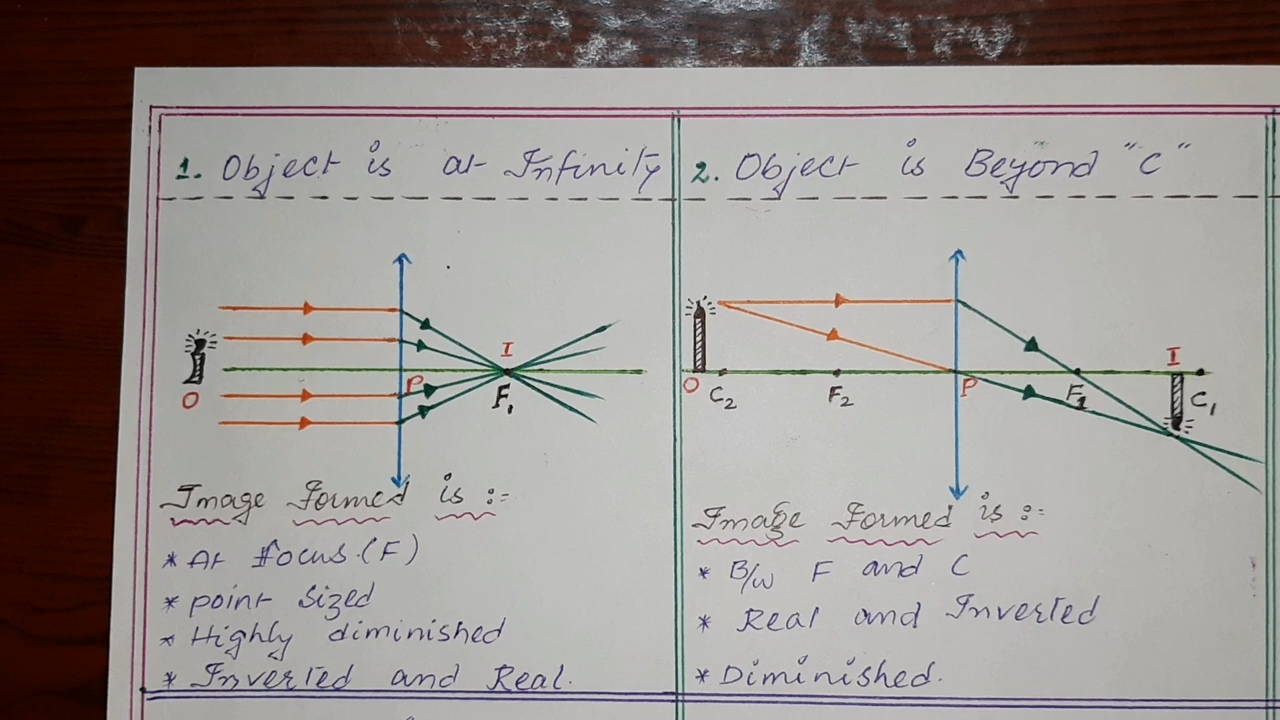 1. Object is at Infinity
O
P
I
F1
Image Formed is :-
* At focus.(F)
* point sized
* Highly diminished
* Inverted and Real.
2. Object is Beyond "C"
O
C2
F2
P
F1
I
C1
Image Formed is :-
* B/w F and C
* Real and Inverted
* Diminished.